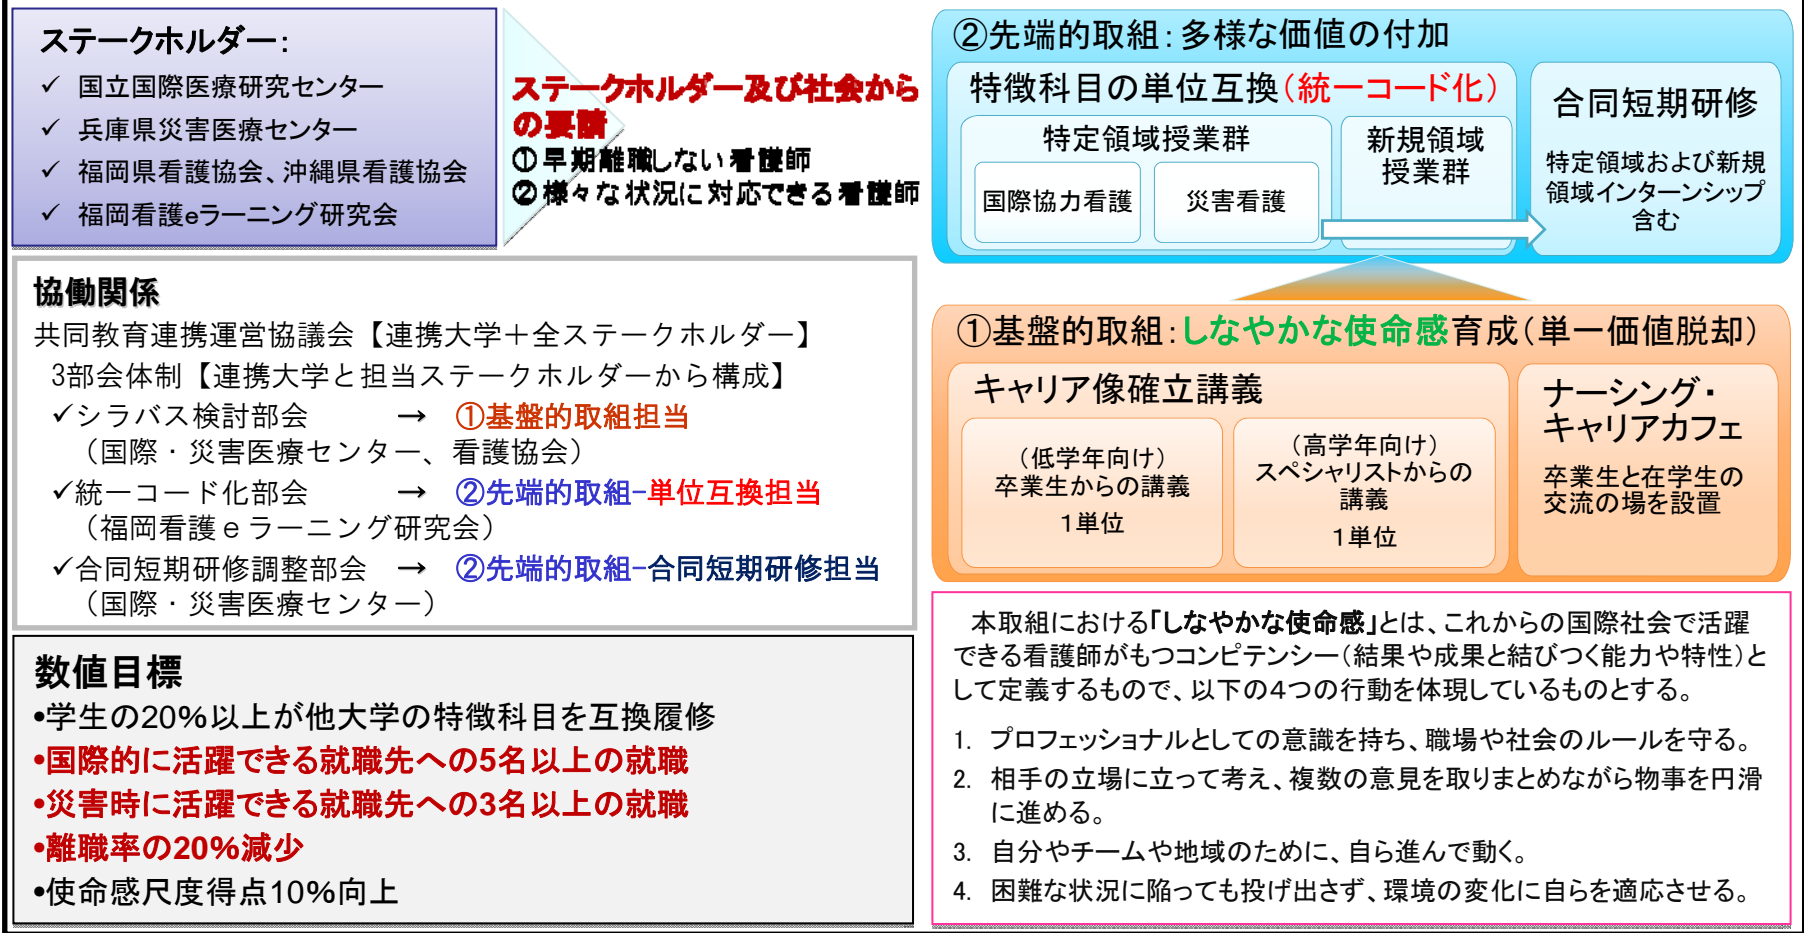 ステークホルダー：
✓ 国立国際医療研究センター
✓ 兵庫県災害医療センター
✓ 福岡県看護協会、沖縄県看護協会
✓ 福岡看護eラーニング研究会
ステークホルダー及び社会から
の要請
①早期離職しない看護師
②様々な状況に対応できる看護師
協働関係
共同教育連携運営協議会【連携大学＋全ステークホルダー】
3部会体制【連携大学と担当ステークホルダーから構成】
✓シラバス検討部会 → ①基盤的取組担当
（国際・災害医療センター、看護協会）
✓統一コード化部会 → ②先端的取組−単位互換担当
（福岡看護ｅラーニング研究会）
✓合同短期研修調整部会 → ②先端的取組−合同短期研修担当
（国際・災害医療センター）
数値目標
•学生の20%以上が他大学の特徴科目を互換履修
•国際的に活躍できる就職先への5名以上の就職
•災害時に活躍できる就職先への3名以上の就職
•離職率の20%減少
•使命感尺度得点10%向上
②先端的取組：多様な価値の付加
特徴科目の単位互換（統一コード化）
特定領域授業群
国際協力看護
災害看護
新規領域
授業群
合同短期研修
特定領域および新規
領域インターンシップ
含む
①基盤的取組：しなやかな使命感育成（単一価値脱却）
キャリア像確立講義
（低学年向け）
卒業生からの講義
１単位
（高学年向け）
スペシャリストからの
講義
１単位
ナーシング・
キャリアカフェ
卒業生と在学生の
交流の場を設置
本取組における「しなやかな使命感」とは、これからの国際社会で活躍
できる看護師がもつコンピテンシー（結果や成果と結びつく能力や特性）と
して定義するもので、以下の４つの行動を体現しているものとする。
1. プロフェッショナルとしての意識を持ち、職場や社会のルールを守る。
2. 相手の立場に立って考え、複数の意見を取りまとめながら物事を円滑
に進める。
3. 自分やチームや地域のために、自ら進んで動く。
4. 困難な状況に陥っても投げ出さず、環境の変化に自らを適応させる。